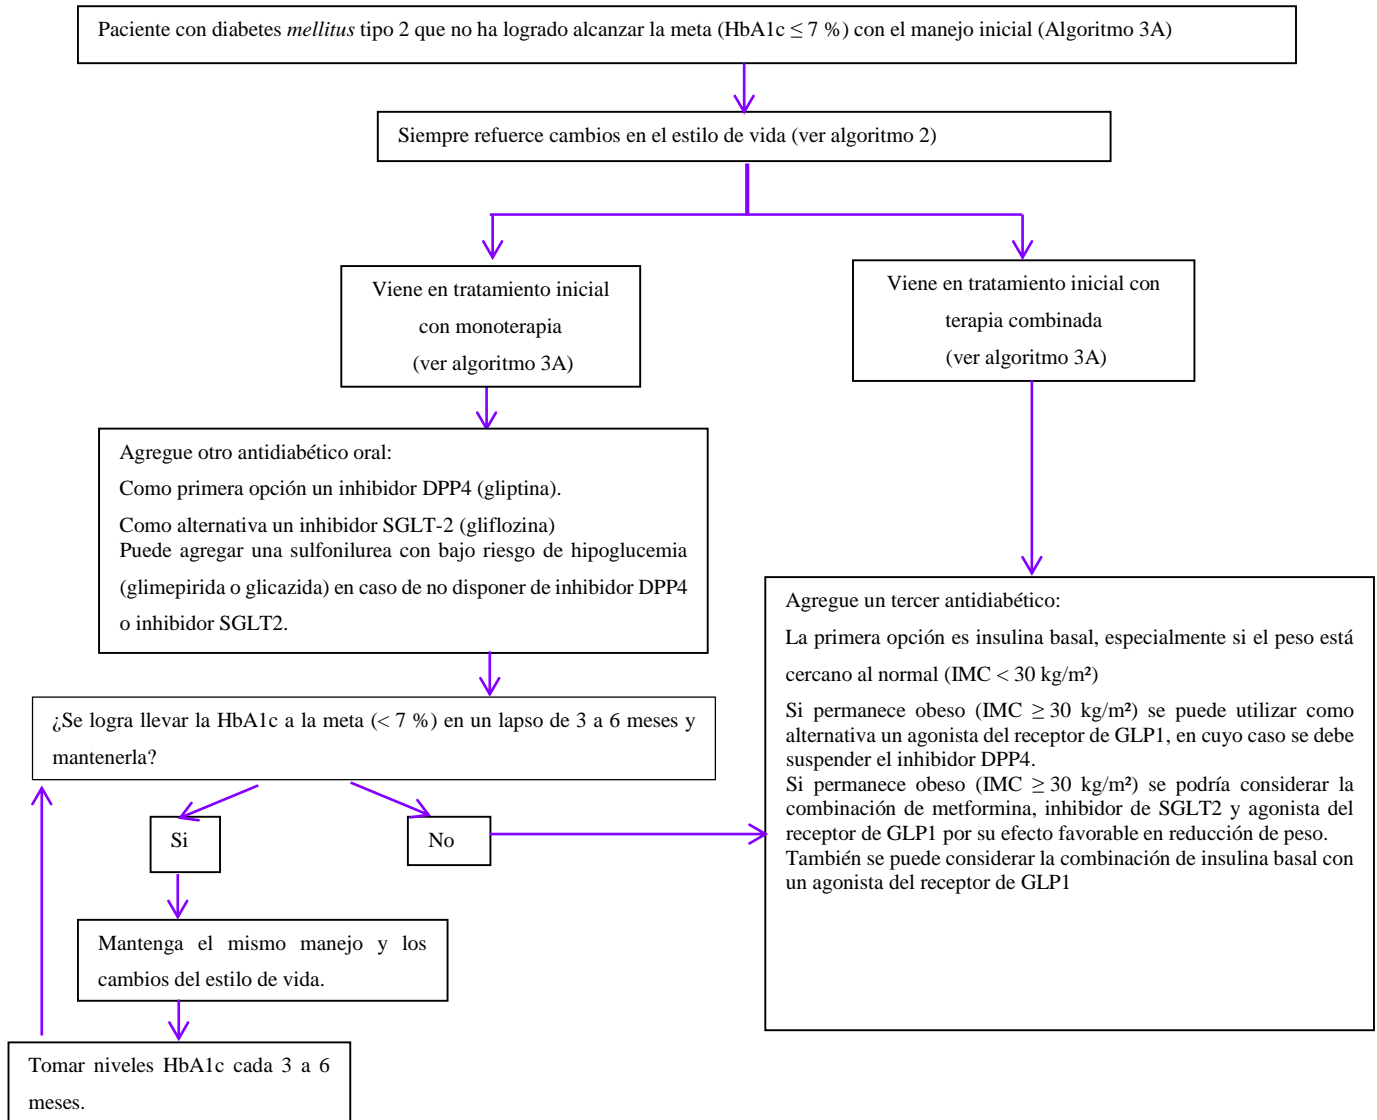 Paciente con diabetes mellitus tipo 2 que no ha logrado alcanzar la meta (HbA1c ≤ 7 %) con el manejo inicial (Algoritmo 3A)
Siempre refuerce cambios en el estilo de vida (ver algoritmo 2)
Viene en tratamiento inicial
con monoterapia
(ver algoritmo 3A)
Viene en tratamiento inicial con
terapia combinada
(ver algoritmo 3A)
Agregue otro antidiabético oral:
Como primera opción un inhibidor DPP4 (gliptina).
Como alternativa un inhibidor SGLT-2 (gliflozina)
Puede agregar una sulfonilurea con bajo riesgo de hipoglucemia
(glimepirida o glicazida) en caso de no disponer de inhibidor DPP4
o inhibidor SGLT2.
Agregue un tercer antidiabético:
La primera opción es insulina basal, especialmente si el peso está
cercano al normal (IMC < 30 kg/m²)
Si permanece obeso (IMC ≥ 30 kg/m²) se puede utilizar como
alternativa un agonista del receptor de GLP1, en cuyo caso se debe
suspender el inhibidor DPP4.
Si permanece obeso (IMC ≥ 30 kg/m²) se podría considerar la
combinación de metformina, inhibidor de SGLT2 y agonista del
receptor de GLP1 por su efecto favorable en reducción de peso.
También se puede considerar la combinación de insulina basal con
un agonista del receptor de GLP1
¿Se logra llevar la HbA1c a la meta (< 7 %) en un lapso de 3 a 6 meses y
mantenerla?
Si
No
Mantenga el mismo manejo y los
cambios del estilo de vida.
Tomar niveles HbA1c cada 3 a 6
meses.